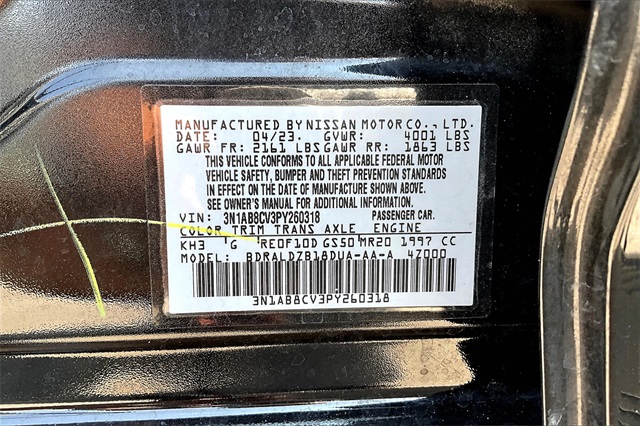 MANUFACTURED BY NISSAN MOTOR CO., LTD.
DATE: 04/23. GVWR: 4001 LBS
GAWR FR: 2161 LBS GAWR RR: 1863 LBS
THIS VEHICLE CONFORMS TO ALL APPLICABLE FEDERAL MOTOR
VEHICLE SAFETY, BUMPER AND THEFT PREVENTION STANDARDS
IN EFFECT ON THE DATE OF MANUFACTURE SHOWN ABOVE.
SEE OWNER'S MANUAL FOR ADDITIONAL INFORMATION.
VIN: 3N1AB8CV3PY260318 PASSENGER CAR.
COLOR TRIM TRANS AXLE ENGINE
KH3 G RE0F10D GS50 MR20 1997 CC
MODEL: BDRALDZB18DUA-AA-A 4Z000
3N1AB8CV3PY260318